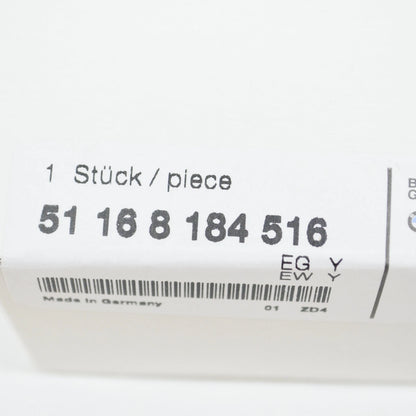 1 Stück / piece
51 16 8 184 516
EG Y
EW Y
Made in Germany 01 ZD4